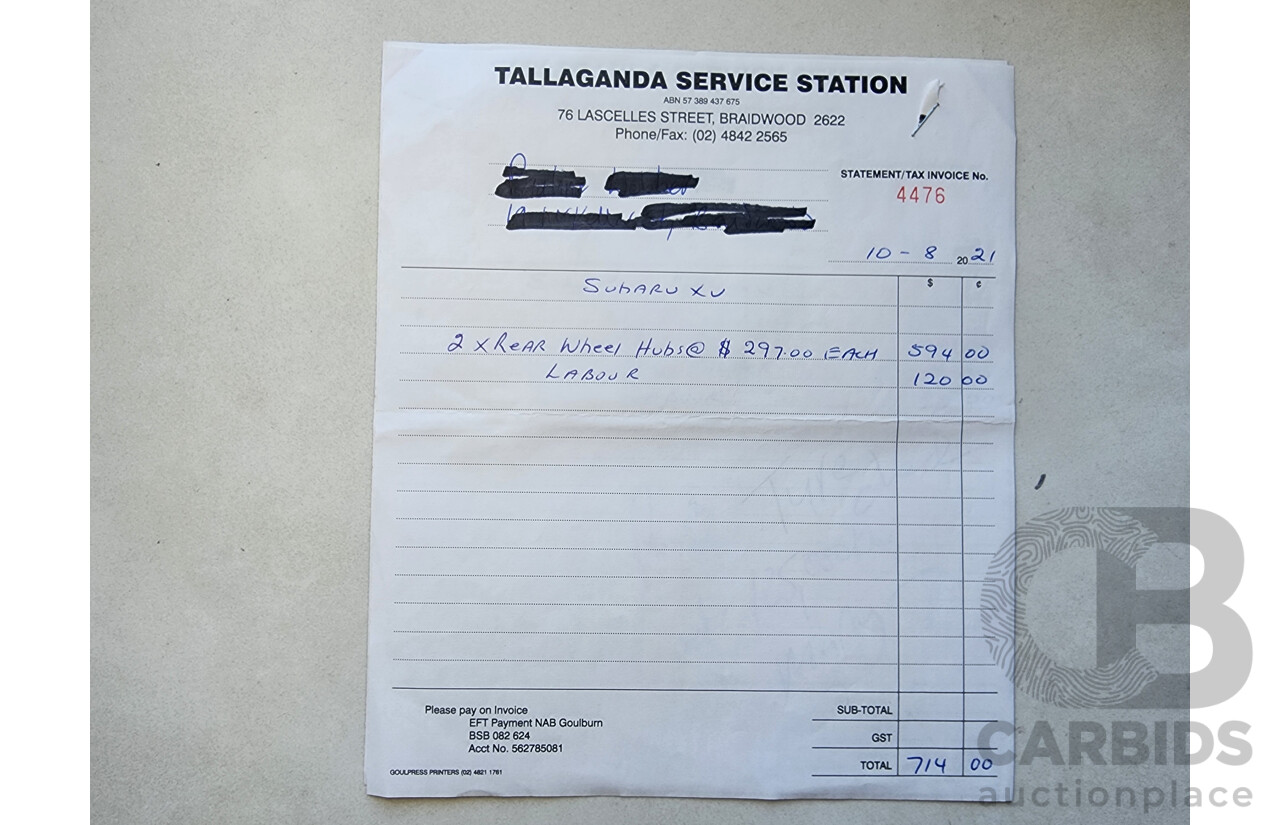 TALLAGANDA SERVICE STATION
ABN 57 389 437 675
76 LASCELLES STREET, BRAIDWOOD 2622
Phone/Fax: (02) 4842 2565
STATEMENT/TAX INVOICE No.
4476
10 - 8 2021
$ ¢
SUBARU XV
2 x REAR Wheel Hubs @ $ 297.00 EACH 594 00
LABOUR 120 00
Please pay on Invoice
EFT Payment NAB Goulburn
BSB 082 624
Acct No. 562785081
GOULPRESS PRINTERS (02) 4821 1761
SUB-TOTAL
GST
TOTAL 714 00
CB
CARBIDS
auctionplace